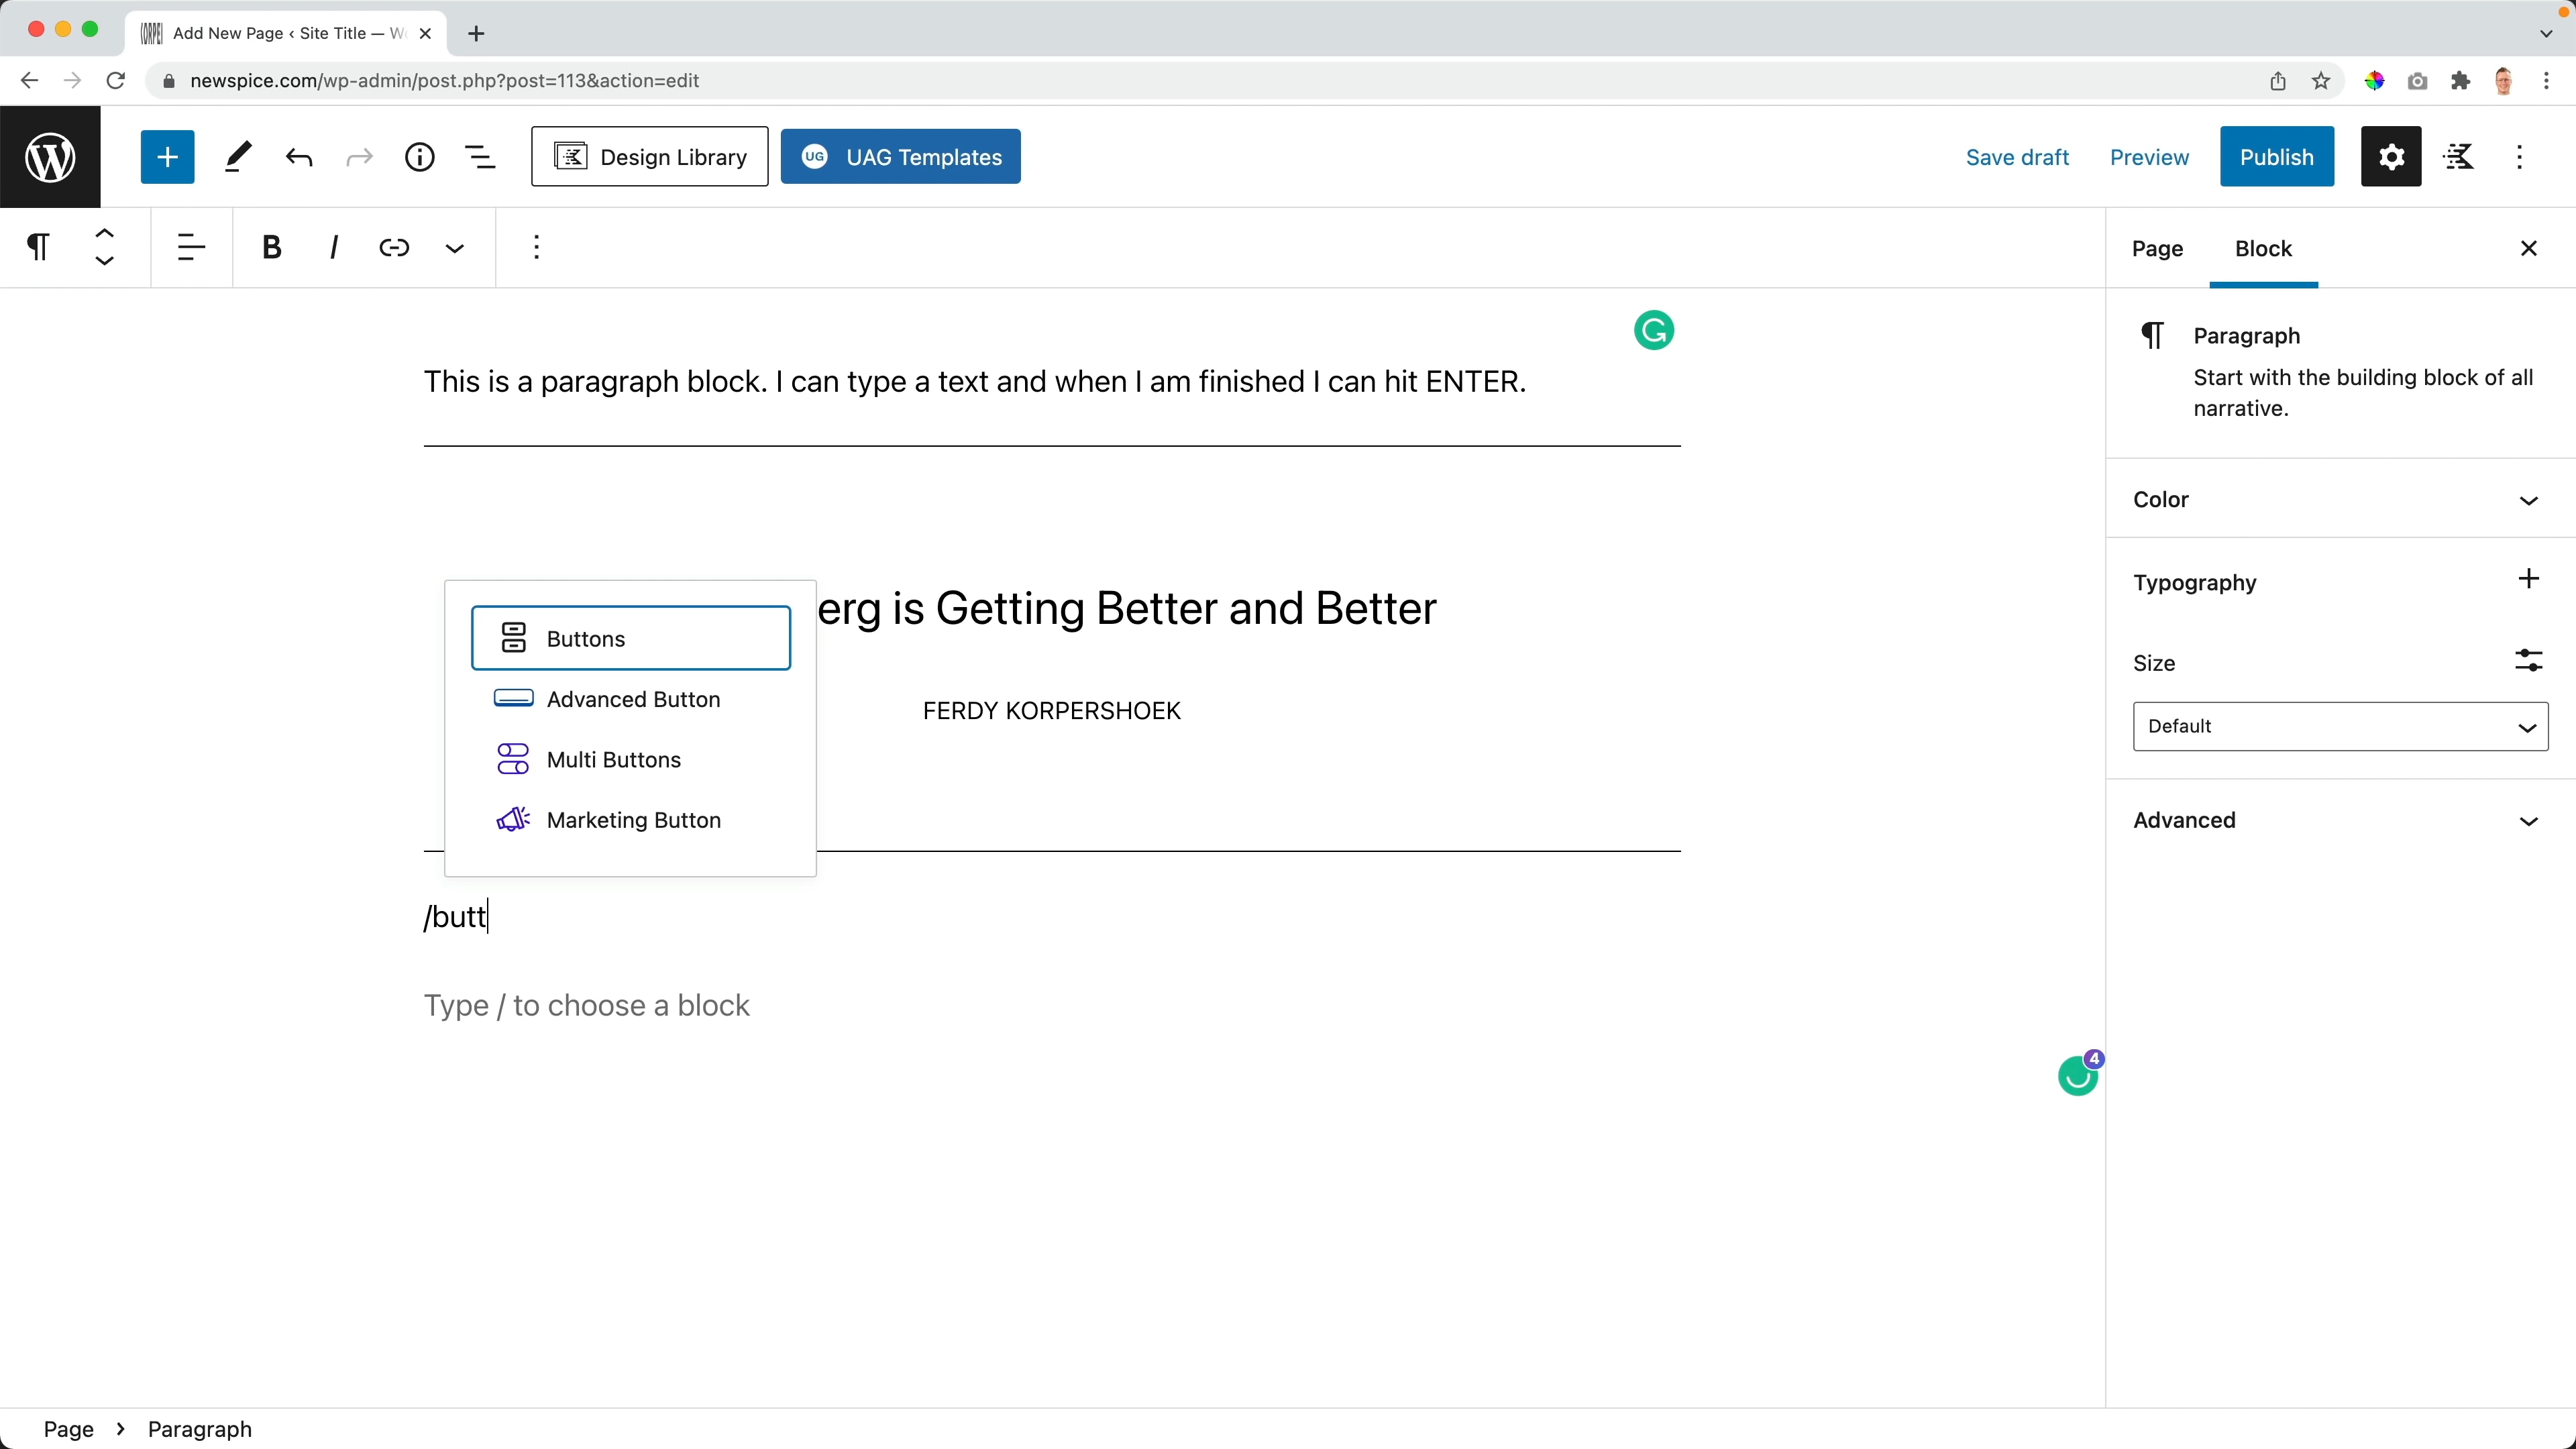 Add New Page ‹ Site Title — W
newspice.com/wp-admin/post.php?post=113&action=edit
Design Library
UG UAG Templates
Save draft
Preview
Publish
B I
Page
Block
Paragraph
Start with the building block of all
narrative.
This is a paragraph block. I can type a text and when I am finished I can hit ENTER.
Color
Typography
Size
Default
Advanced
erg is Getting Better and Better
FERDY KORPERSHOEK
Buttons
Advanced Button
Multi Buttons
Marketing Button
/butt
Type / to choose a block
4
Page › Paragraph